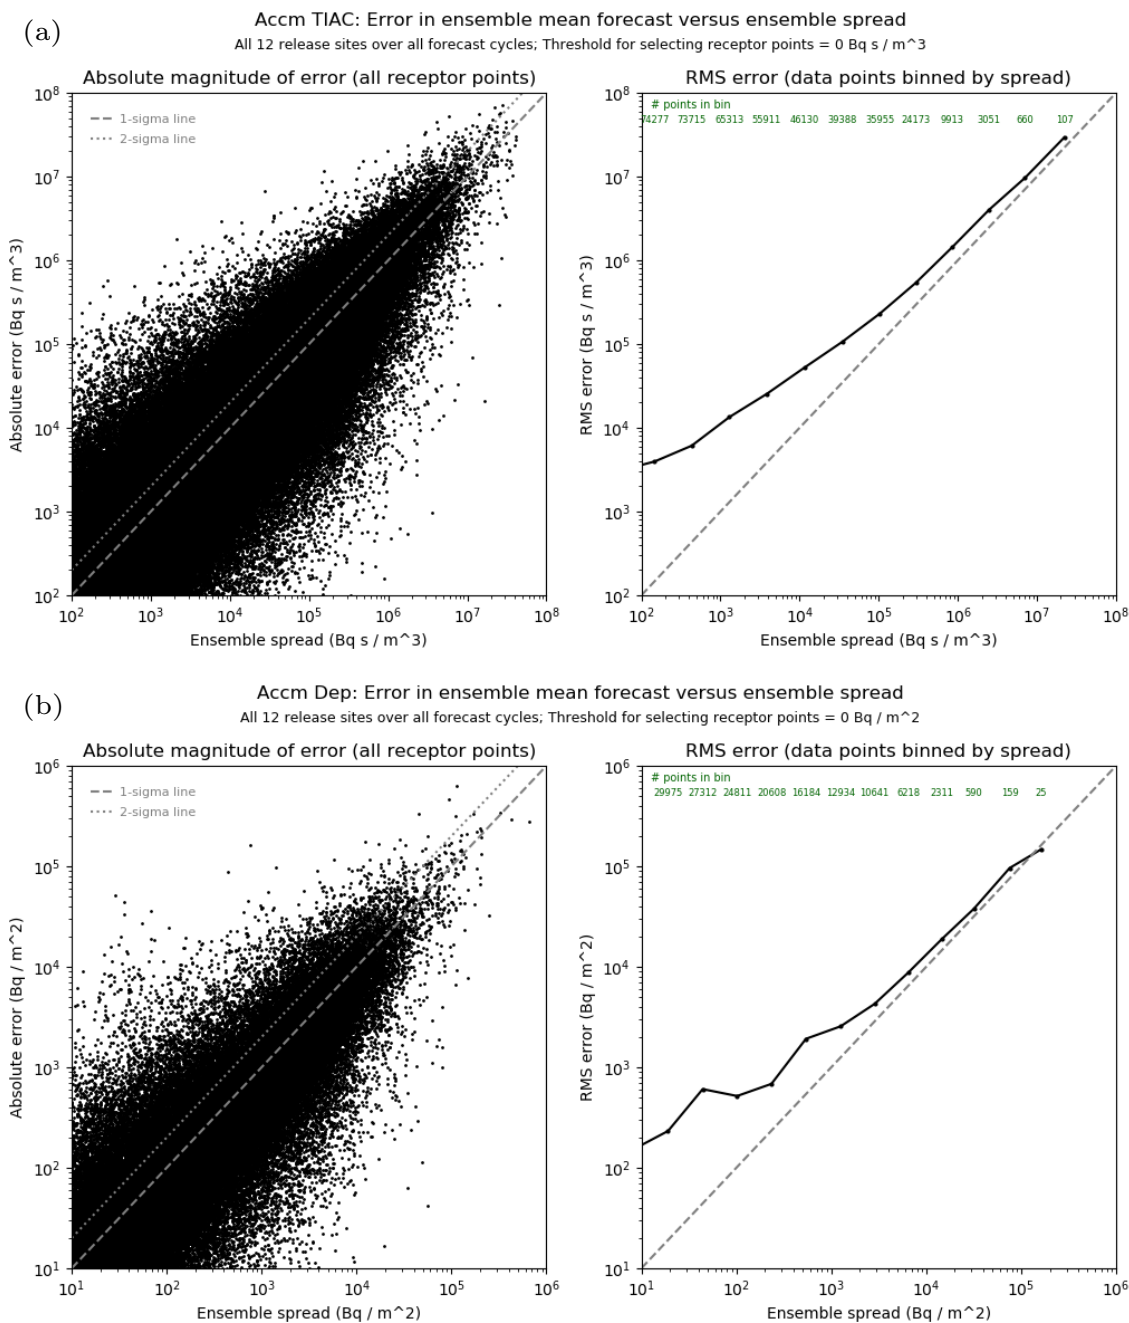 (a)
Accm TIAC: Error in ensemble mean forecast versus ensemble spread
All 12 release sites over all forecast cycles; Threshold for selecting receptor points = 0 Bq s / m^3
Absolute magnitude of error (all receptor points)
1-sigma line
2-sigma line
10^8
10^7
10^6
10^5
10^4
10^3
10^2
Absolute error (Bq s / m^3)
10^2 10^3 10^4 10^5 10^6 10^7 10^8
Ensemble spread (Bq s / m^3)
RMS error (data points binned by spread)
# points in bin
74277 73715 65313 55911 46130 39388 35955 24173 9913 3051 660 107
10^8
10^7
10^6
10^5
10^4
10^3
10^2
RMS error (Bq s / m^3)
10^2 10^3 10^4 10^5 10^6 10^7 10^8
Ensemble spread (Bq s / m^3)
(b)
Accm Dep: Error in ensemble mean forecast versus ensemble spread
All 12 release sites over all forecast cycles; Threshold for selecting receptor points = 0 Bq / m^2
Absolute magnitude of error (all receptor points)
1-sigma line
2-sigma line
10^6
10^5
10^4
10^3
10^2
10^1
Absolute error (Bq / m^2)
10^1 10^2 10^3 10^4 10^5 10^6
Ensemble spread (Bq / m^2)
RMS error (data points binned by spread)
# points in bin
29975 27312 24811 20608 16184 12934 10641 6218 2311 590 159 25
10^6
10^5
10^4
10^3
10^2
10^1
RMS error (Bq / m^2)
10^1 10^2 10^3 10^4 10^5 10^6
Ensemble spread (Bq / m^2)